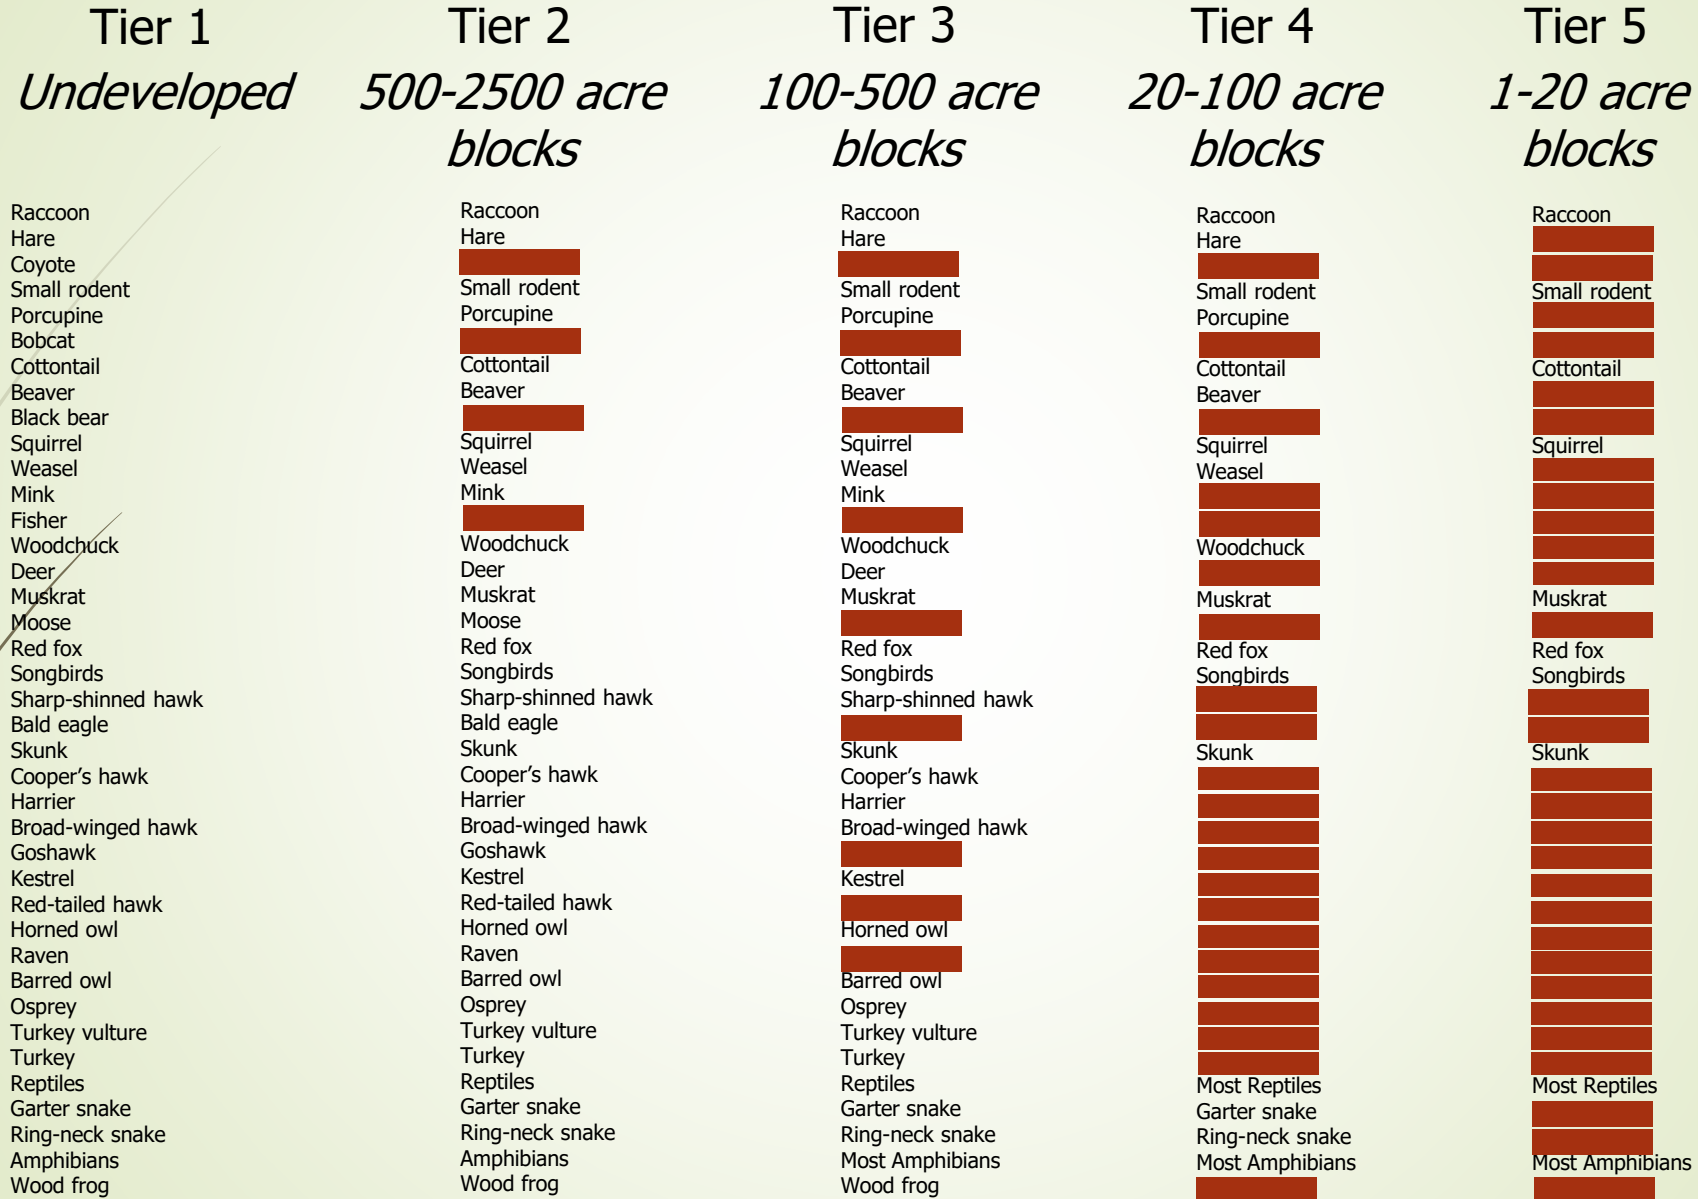 Tier 1
Undeveloped
Raccoon
Hare
Coyote
Small rodent
Porcupine
Bobcat
Cottontail
Beaver
Black bear
Squirrel
Weasel
Mink
Fisher
Woodchuck
Deer
Muskrat
Moose
Red fox
Songbirds
Sharp-shinned hawk
Bald eagle
Skunk
Cooper’s hawk
Harrier
Broad-winged hawk
Goshawk
Kestrel
Red-tailed hawk
Horned owl
Raven
Barred owl
Osprey
Turkey vulture
Turkey
Reptiles
Garter snake
Ring-neck snake
Amphibians
Wood frog
Tier 2
500-2500 acre
blocks
Raccoon
Hare
Small rodent
Porcupine
Cottontail
Beaver
Squirrel
Weasel
Mink
Woodchuck
Deer
Muskrat
Moose
Red fox
Songbirds
Sharp-shinned hawk
Bald eagle
Skunk
Cooper’s hawk
Harrier
Broad-winged hawk
Goshawk
Kestrel
Red-tailed hawk
Horned owl
Raven
Barred owl
Osprey
Turkey vulture
Turkey
Reptiles
Garter snake
Ring-neck snake
Amphibians
Wood frog
Tier 3
100-500 acre
blocks
Raccoon
Hare
Small rodent
Porcupine
Cottontail
Beaver
Squirrel
Weasel
Mink
Woodchuck
Deer
Muskrat
Red fox
Songbirds
Sharp-shinned hawk
Skunk
Cooper’s hawk
Harrier
Broad-winged hawk
Kestrel
Horned owl
Barred owl
Osprey
Turkey vulture
Turkey
Reptiles
Garter snake
Ring-neck snake
Most Amphibians
Wood frog
Tier 4
20-100 acre
blocks
Raccoon
Hare
Small rodent
Porcupine
Cottontail
Beaver
Squirrel
Weasel
Woodchuck
Muskrat
Red fox
Songbirds
Skunk
Most Reptiles
Garter snake
Ring-neck snake
Most Amphibians
Tier 5
1-20 acre
blocks
Raccoon
Small rodent
Cottontail
Squirrel
Muskrat
Red fox
Songbirds
Skunk
Most Reptiles
Most Amphibians